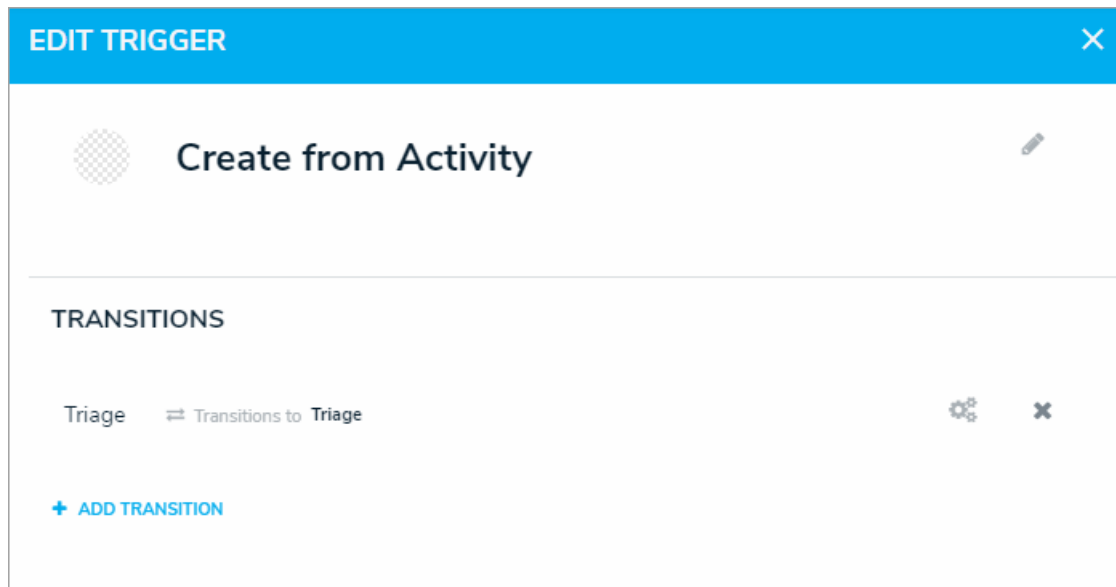 EDIT TRIGGER
Create from Activity
TRANSITIONS
Triage Transitions to Triage
ADD TRANSITION